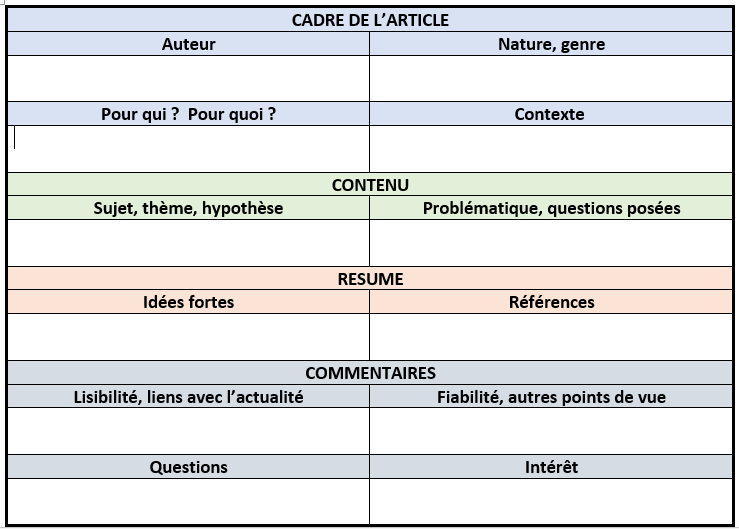 CADRE DE L’ARTICLE
Auteur
Nature, genre
Pour qui ? Pour quoi ?
Contexte
CONTENU
Sujet, thème, hypothèse
Problématique, questions posées
RESUME
Idées fortes
Références
COMMENTAIRES
Lisibilité, liens avec l’actualité
Fiabilité, autres points de vue
Questions
Intérêt